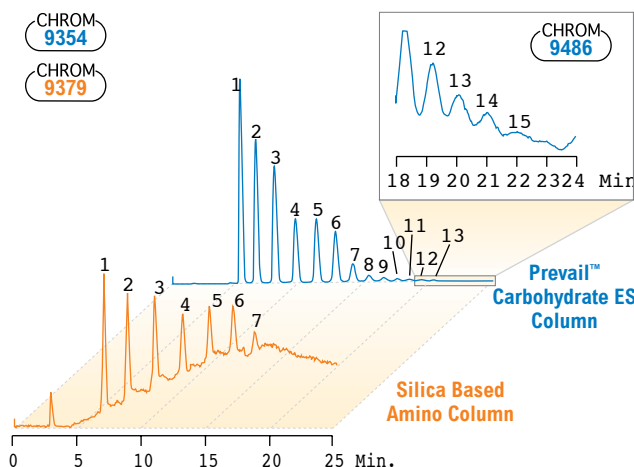 CHROM
9354
CHROM
9379
CHROM
9486
12
13
14
15
18 19 20 21 22 23 24 Min
1
2
3
4 5
6
7
8 9 10 11
12 13
Prevail™
Carbohydrate ES
Column
1
2 3
4 5 6
7
Silica Based
Amino Column
0 5 10 15 20 25 Min.